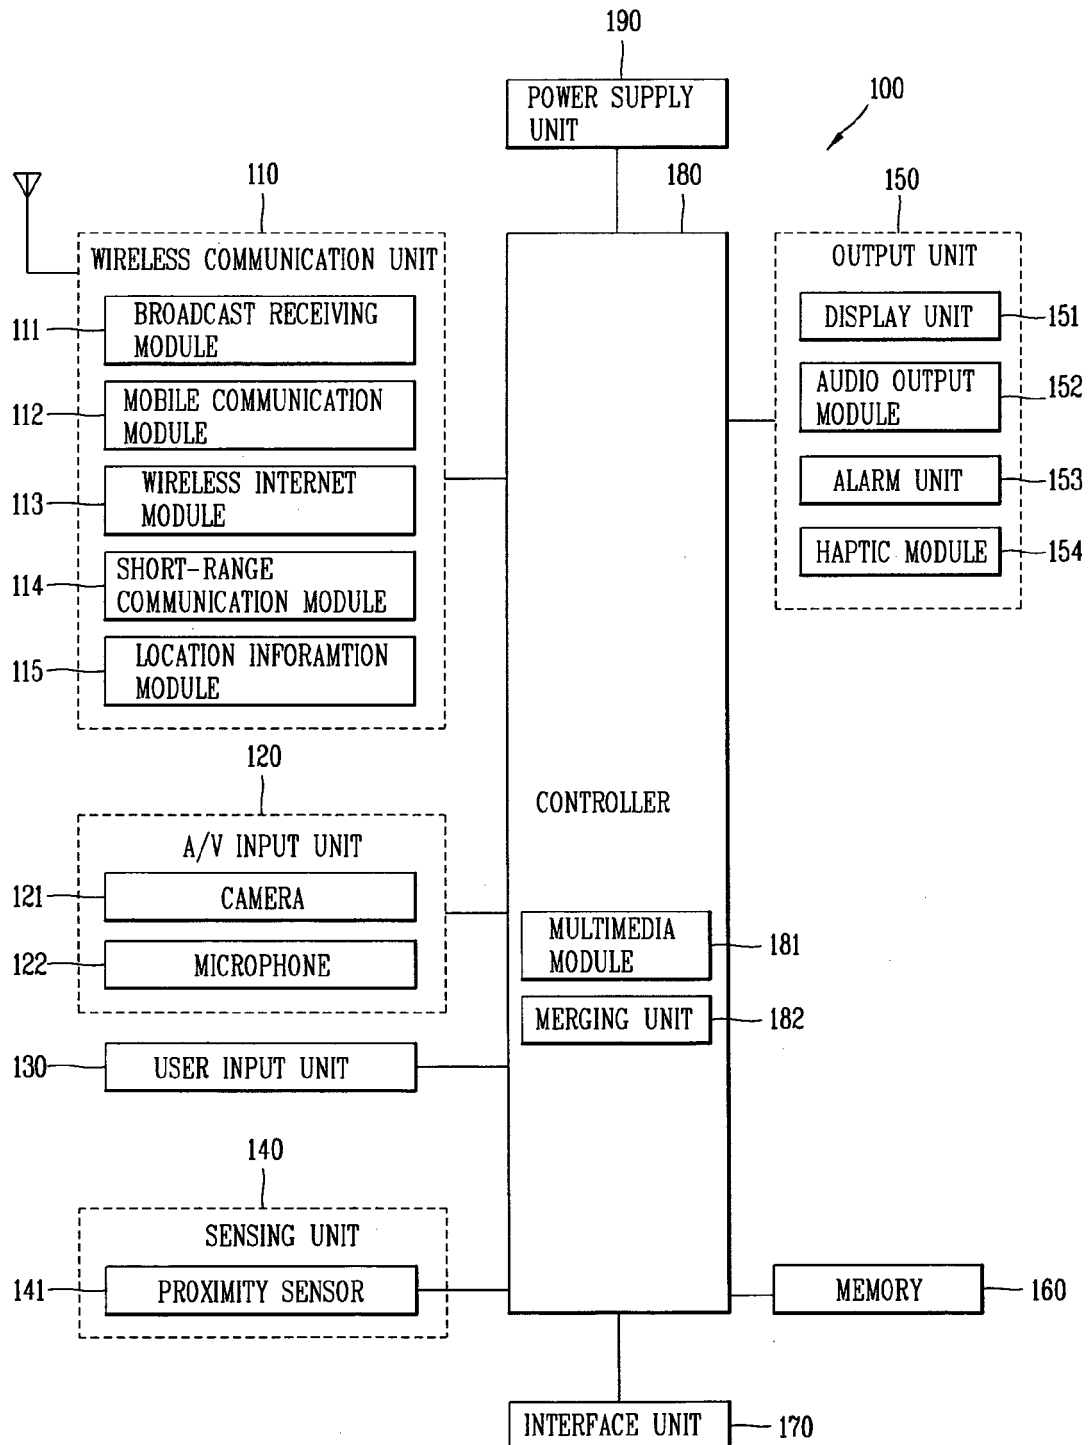 190
POWER SUPPLY
UNIT
100
110
180
150
WIRELESS COMMUNICATION UNIT
111
BROADCAST RECEIVING
MODULE
112
MOBILE COMMUNICATION
MODULE
113
WIRELESS INTERNET
MODULE
114
SHORT-RANGE
COMMUNICATION MODULE
115
LOCATION INFORAMTION
MODULE
OUTPUT UNIT
DISPLAY UNIT
151
AUDIO OUTPUT
MODULE
152
ALARM UNIT
153
HAPTIC MODULE
154
120
A/V INPUT UNIT
121
CAMERA
122
MICROPHONE
130
USER INPUT UNIT
CONTROLLER
MULTIMEDIA
MODULE
181
MERGING UNIT
182
140
SENSING UNIT
141
PROXIMITY SENSOR
MEMORY
160
INTERFACE UNIT
170